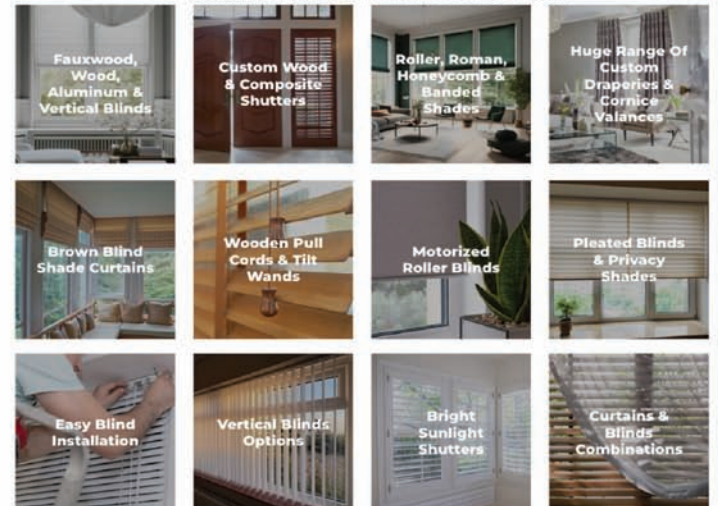 Fauxwood,
Wood,
Aluminum &
Vertical Blinds
Custom Wood
& Composite
Shutters
Roller, Roman,
Honeycomb &
Banded
Shades
Huge Range Of
Custom
Draperies &
Cornice
Valances
Brown Blind
Shade Curtains
Wooden Pull
Cords & Tilt
Wands
Motorized
Roller Blinds
Pleated Blinds
& Privacy
Shades
Easy Blind
Installation
Vertical Blinds
Options
Bright
Sunlight
Shutters
Curtains &
Blinds
Combinations